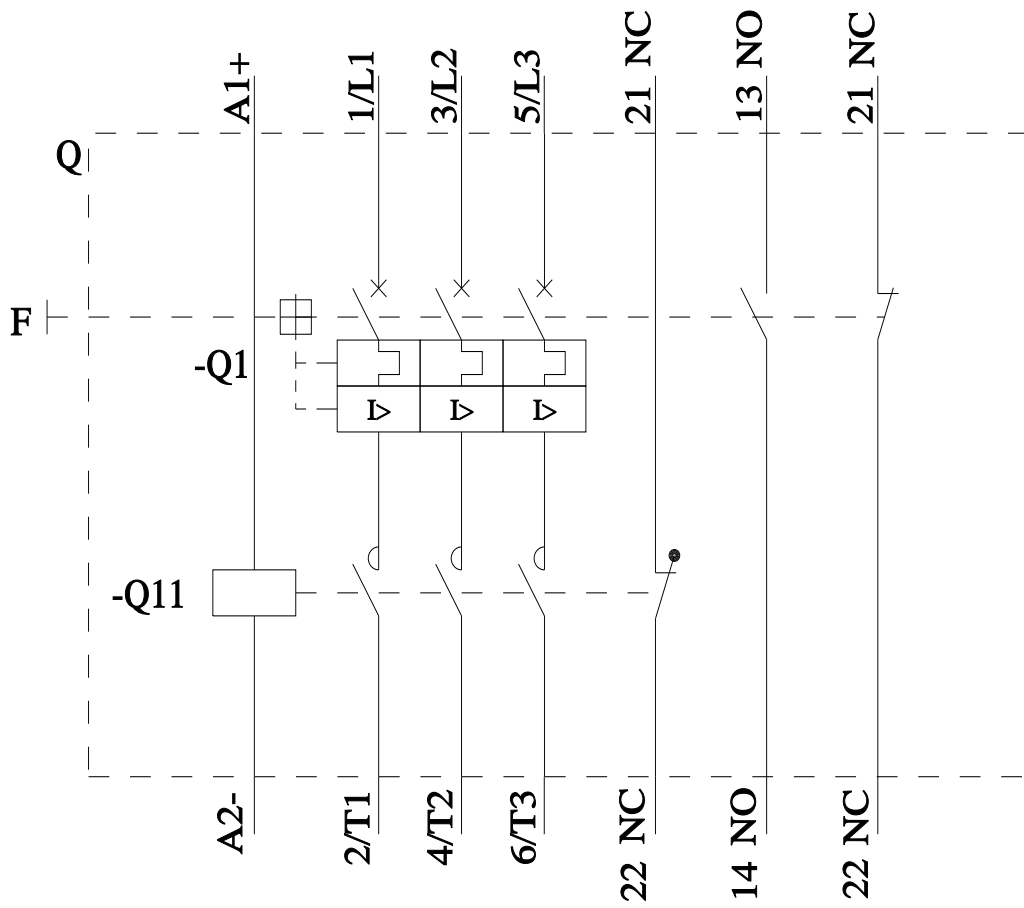 A1+
1/L1
3/L2
5/L3
21 NC
13 NO
21 NC
Q
F
-Q1
I> I> I>
-Q11
A2-
2/T1
4/T2
6/T3
22 NC
14 NO
22 NC